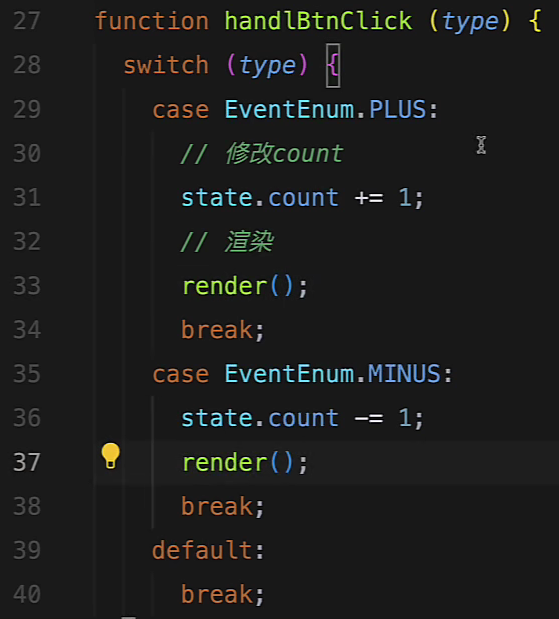 27 function handlBtnClick (type) {
28 switch (type) {
29 case EventEnum.PLUS:
30 // 修改count
31 state.count += 1;
32 // 渲染
33 render();
34 break;
35 case EventEnum.MINUS:
36 state.count -= 1;
37 render();
38 break;
39 default:
40 break;